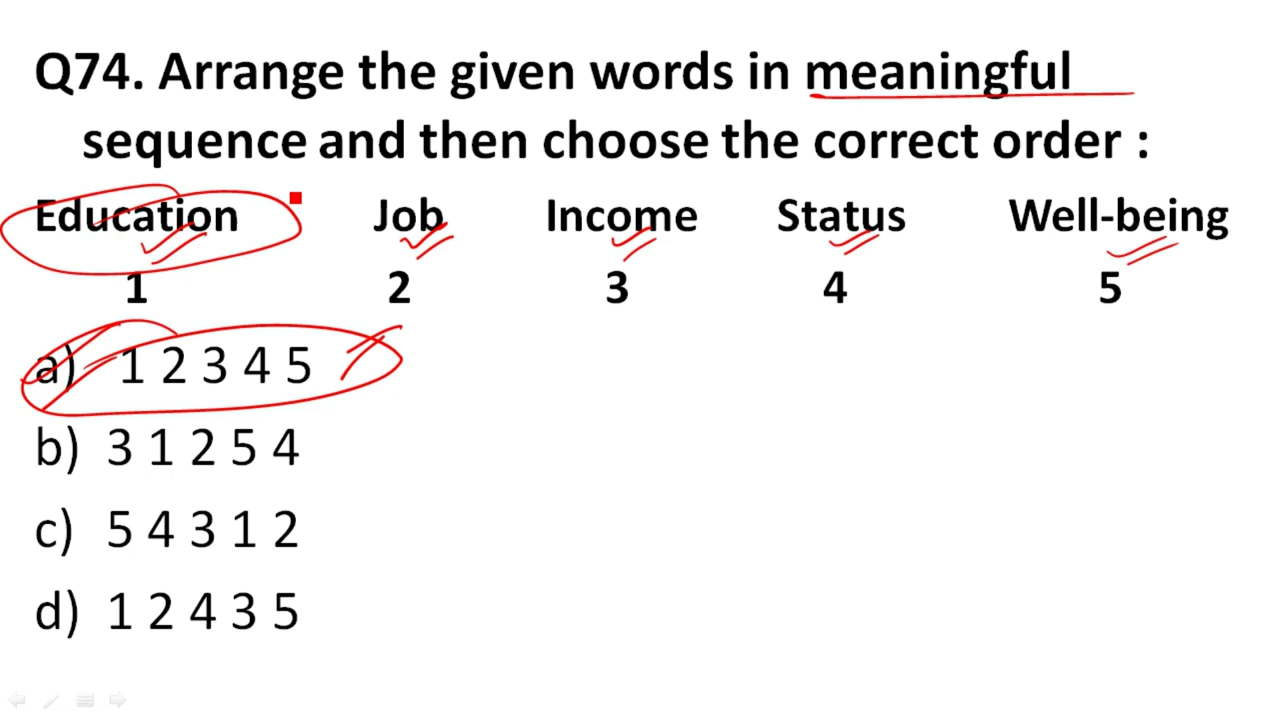 Q74. Arrange the given words in meaningful
sequence and then choose the correct order :
Education Job Income Status Well-being
1 2 3 4 5
a) 1 2 3 4 5
b) 3 1 2 5 4
c) 5 4 3 1 2
d) 1 2 4 3 5